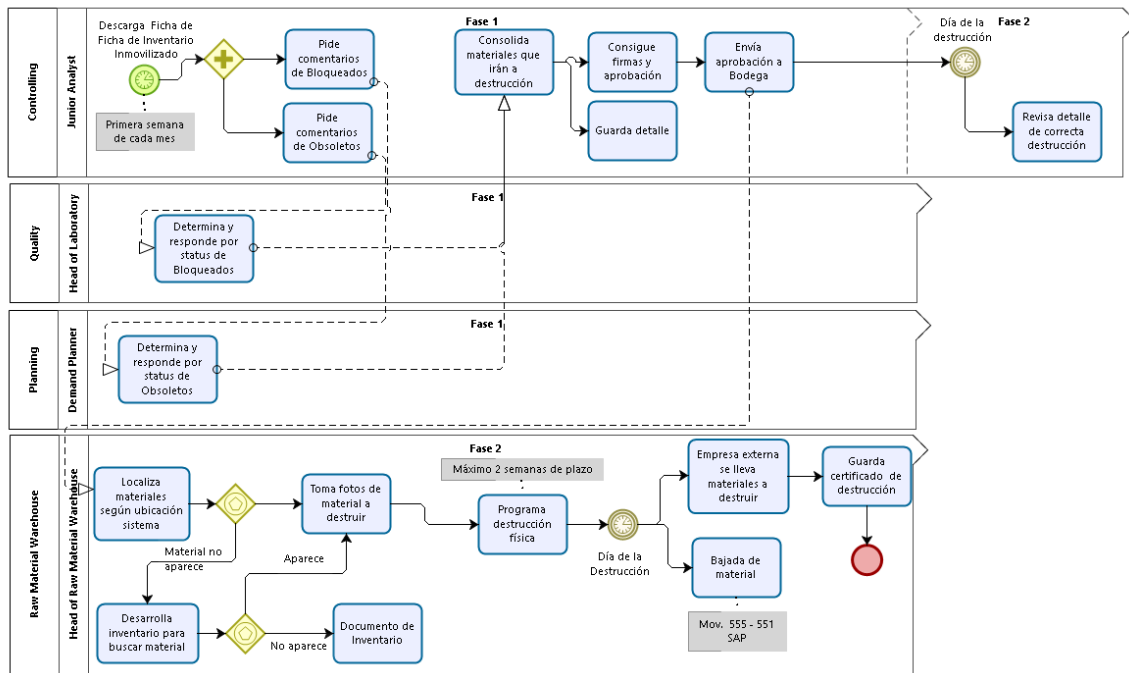 Controlling
Junior Analyst
Fase 1
Fase 2
Descarga Ficha de
Ficha de Inventario
Inmovilizado
Primera semana
de cada mes
Pide
comentarios
de Bloqueados
Pide
comentarios
de Obsoletos
Consolida
materiales que
irán a
destrucción
Consigue
firmas y
aprobación
Guarda detalle
Envía
aprobación a
Bodega
Día de la
destrucción
Revisa detalle
de correcta
destrucción
Quality
Head of Laboratory
Fase 1
Determina y
responde por
status de
Bloqueados
Planning
Demand Planner
Fase 1
Determina y
responde por
status de
Obsoletos
Raw Material Warehouse
Head of Raw Material Warehouse
Fase 2
Localiza
materiales
según ubicación
sistema
Material no
aparece
Desarrolla
inventario para
buscar material
Aparece
No aparece
Toma fotos de
material a
destruir
Documento de
Inventario
Máximo 2 semanas de plazo
Programa
destrucción
física
Día de la
Destrucción
Empresa externa
se lleva
materiales a
destruir
Bajada de
material
Mov. 555 - 551
SAP
Guarda
certificado de
destrucción